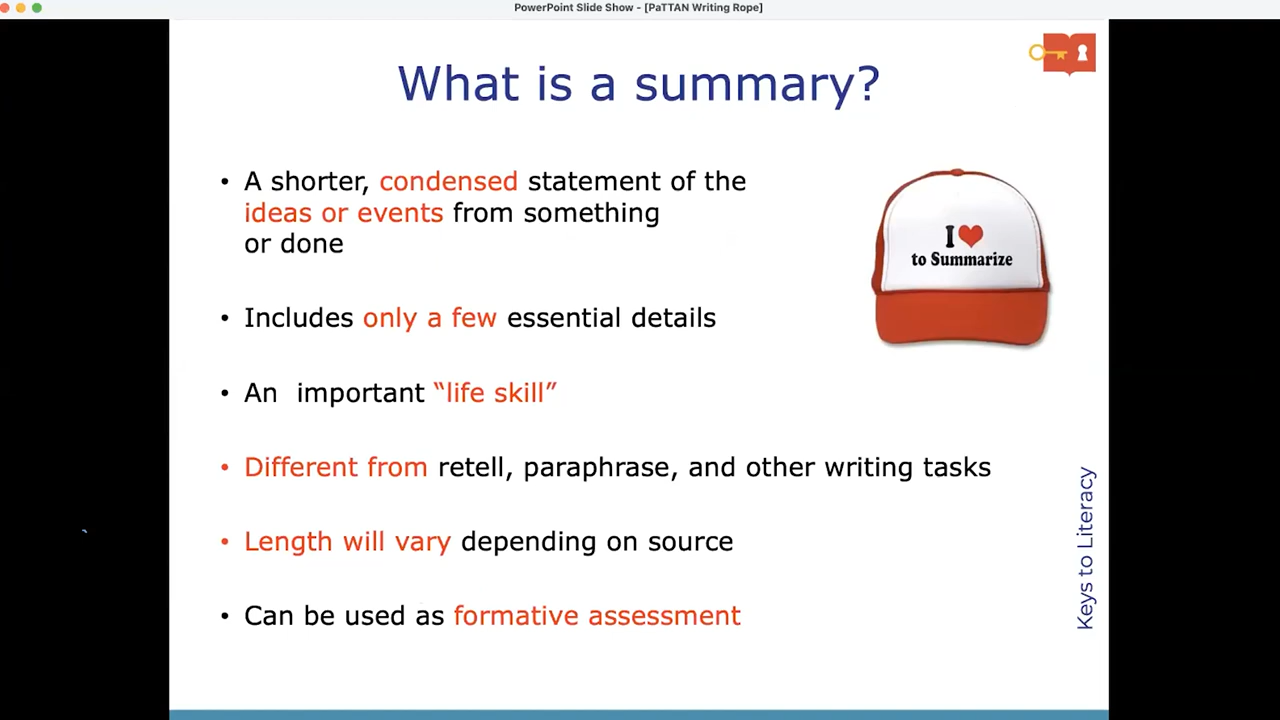 PowerPoint Slide Show - [PaTTAN Writing Rope]
What is a summary?
• A shorter, condensed statement of the
ideas or events from something
or done
I ❤
to Summarize
• Includes only a few essential details
• An  important “life skill”
• Different from retell, paraphrase, and other writing tasks
• Length will vary depending on source
• Can be used as formative assessment
Keys to Literacy